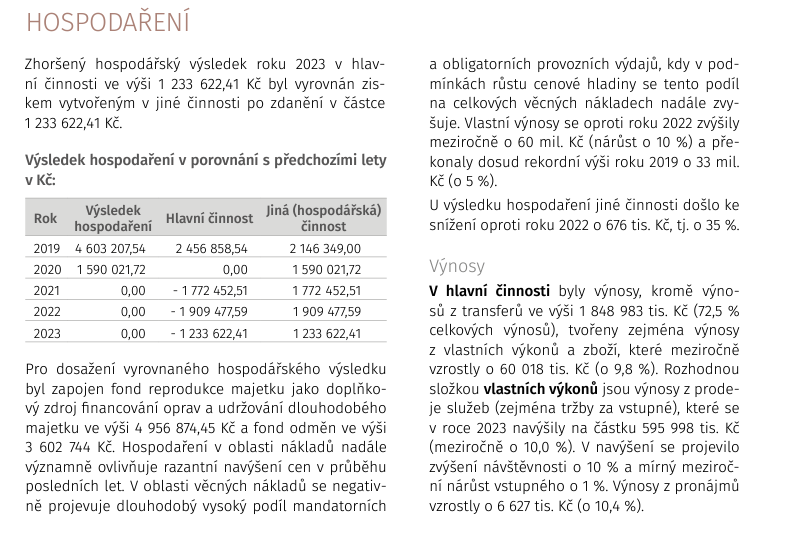 HOSPODAŘENÍ
Zhoršený hospodářský výsledek roku 2023 v hlav-
ní činnosti ve výši 1 233 622,41 Kč byl vyrovnán zis-
kem vytvořeným v jiné činnosti po zdanění v částce
1 233 622,41 Kč.
Výsledek hospodaření v porovnání s předchozími lety
v Kč:
Rok Výsledek hospodaření Hlavní činnost Jiná (hospodářská) činnost
2019 4 603 207,54 2 456 858,54 2 146 349,00
2020 1 590 021,72 0,00 1 590 021,72
2021 0,00 - 1 772 452,51 1 772 452,51
2022 0,00 - 1 909 477,59 1 909 477,59
2023 0,00 - 1 233 622,41 1 233 622,41
Pro dosažení vyrovnaného hospodářského výsledku
byl zapojen fond reprodukce majetku jako doplňko-
vý zdroj financování oprav a udržování dlouhodobého
majetku ve výši 4 956 874,45 Kč a fond odměn ve výši
3 602 744 Kč. Hospodaření v oblasti nákladů nadále
významně ovlivňuje razantní navýšení cen v průběhu
posledních let. V oblasti věcných nákladů se negativ-
ně projevuje dlouhodobý vysoký podíl mandatorních
a obligatorních provozních výdajů, kdy v pod-
mínkách růstu cenové hladiny se tento podíl
na celkových věcných nákladech nadále zvy-
šuje. Vlastní výnosy se oproti roku 2022 zvýšily
meziročně o 60 mil. Kč (nárůst o 10 %) a pře-
konaly dosud rekordní výši roku 2019 o 33 mil.
Kč (o 5 %).
U výsledku hospodaření jiné činnosti došlo ke
snížení oproti roku 2022 o 676 tis. Kč, tj. o 35 %.
Výnosy
V hlavní činnosti byly výnosy, kromě výno-
sů z transferů ve výši 1 848 983 tis. Kč (72,5 %
celkových výnosů), tvořeny zejména výnosy
z vlastních výkonů a zboží, které meziročně
vzrostly o 60 018 tis. Kč (o 9,8 %). Rozhodnou
složkou vlastních výkonů jsou výnosy z prode-
je služeb (zejména tržby za vstupné), které se
v roce 2023 navýšily na částku 595 998 tis. Kč
(meziročně o 10,0 %). V navýšení se projevilo
zvýšení návštěvnosti o 10 % a mírný meziroč-
ní nárůst vstupného o 1 %. Výnosy z pronájmů
vzrostly o 6 627 tis. Kč (o 10,4 %).